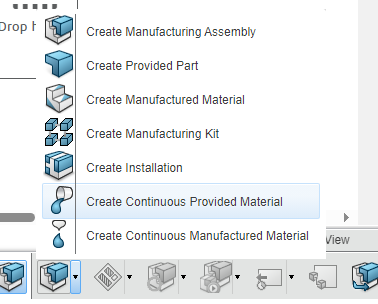 Drop h
Create Manufacturing Assembly
Create Provided Part
Create Manufactured Material
Create Manufacturing Kit
Create Installation
Create Continuous Provided Material
Create Continuous Manufactured Material
View